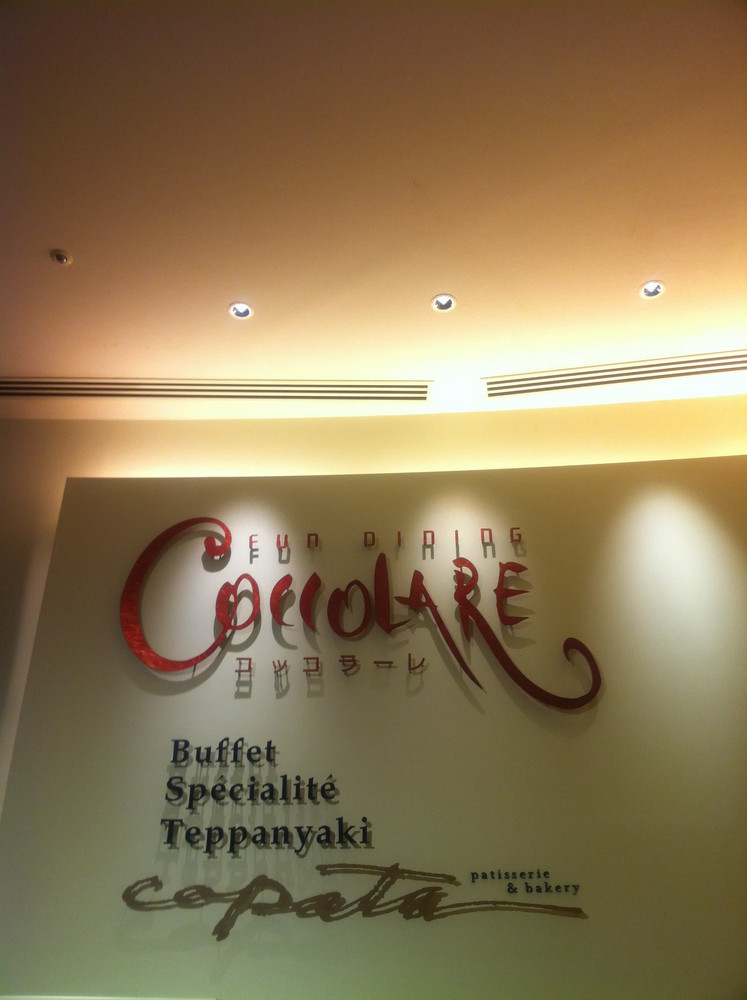 FUN DINING
COCCOLARE
コッコラーレ
Buffet
Spécialité
Teppanyaki
copata
patisserie
& bakery